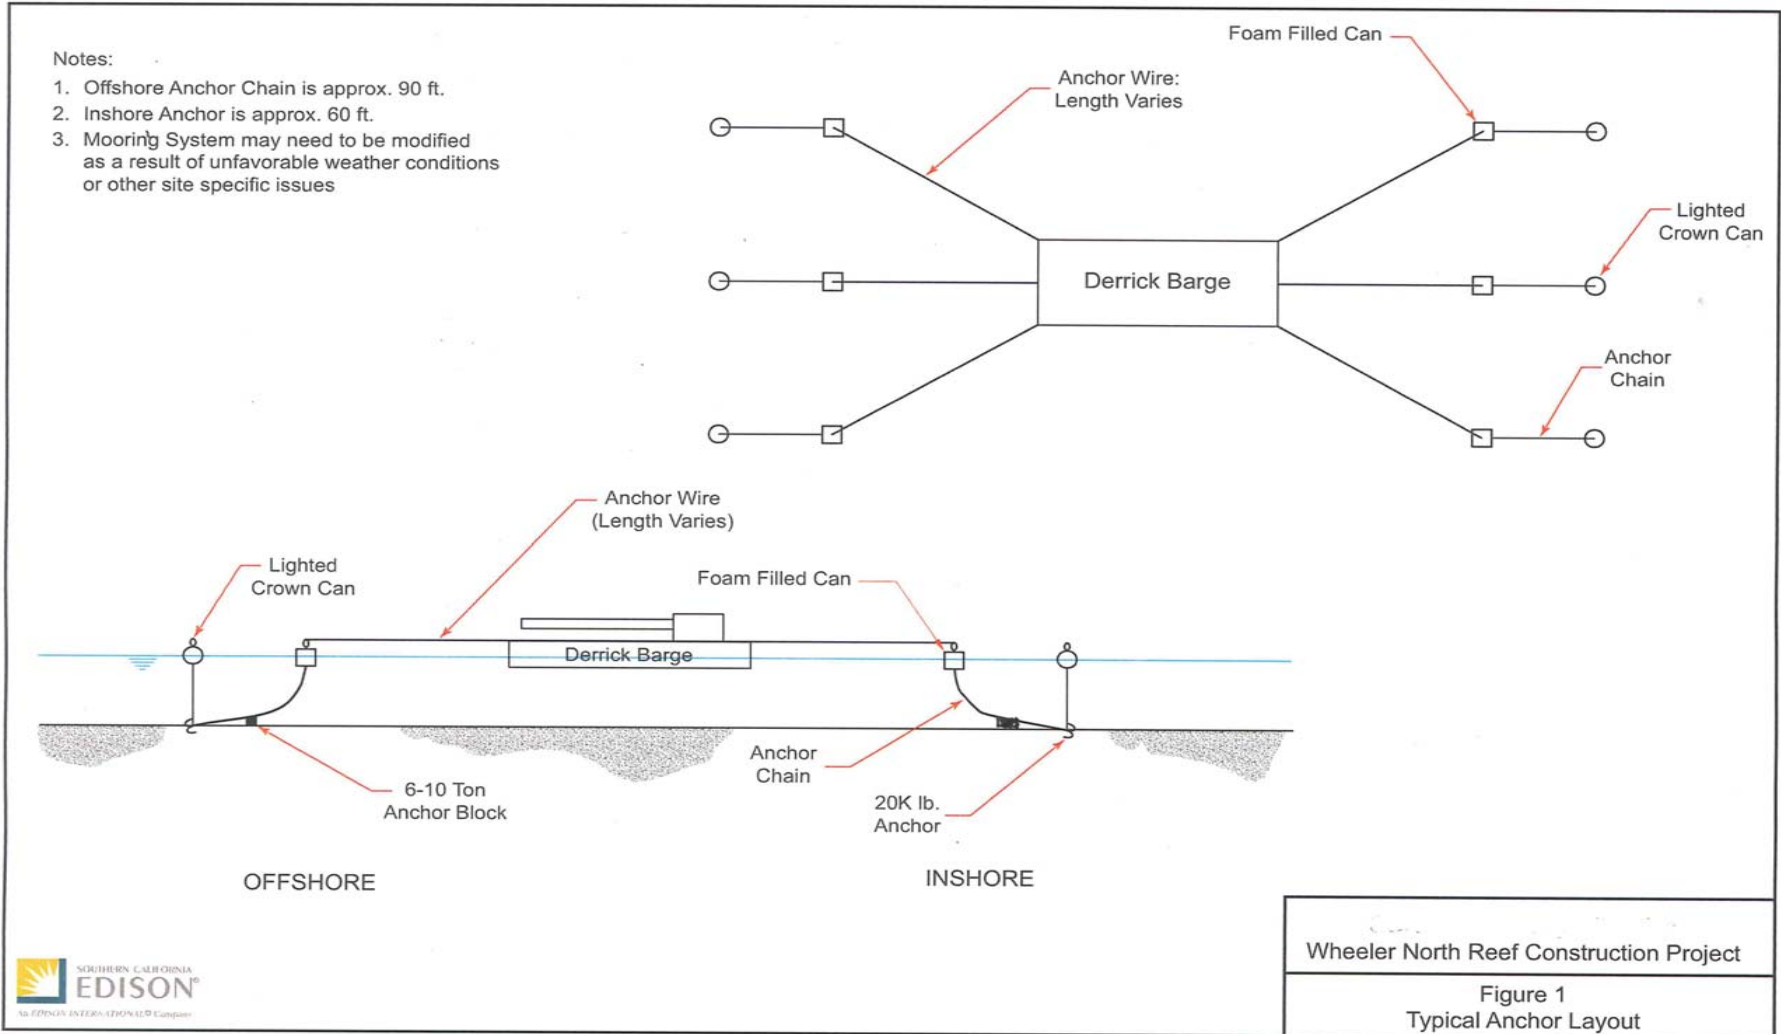 Notes:
1. Offshore Anchor Chain is approx. 90 ft.
2. Inshore Anchor is approx. 60 ft.
3. Mooring System may need to be modified
as a result of unfavorable weather conditions
or other site specific issues
Foam Filled Can
Anchor Wire:
Length Varies
Lighted
Crown Can
Derrick Barge
Anchor
Chain
Anchor Wire
(Length Varies)
Lighted
Crown Can
Foam Filled Can
Derrick Barge
Anchor
Chain
6-10 Ton
Anchor Block
20K lb.
Anchor
OFFSHORE
INSHORE
Wheeler North Reef Construction Project
Figure 1
Typical Anchor Layout
SOUTHERN CALIFORNIA
EDISON®
An EDISON INTERNATIONAL® Company